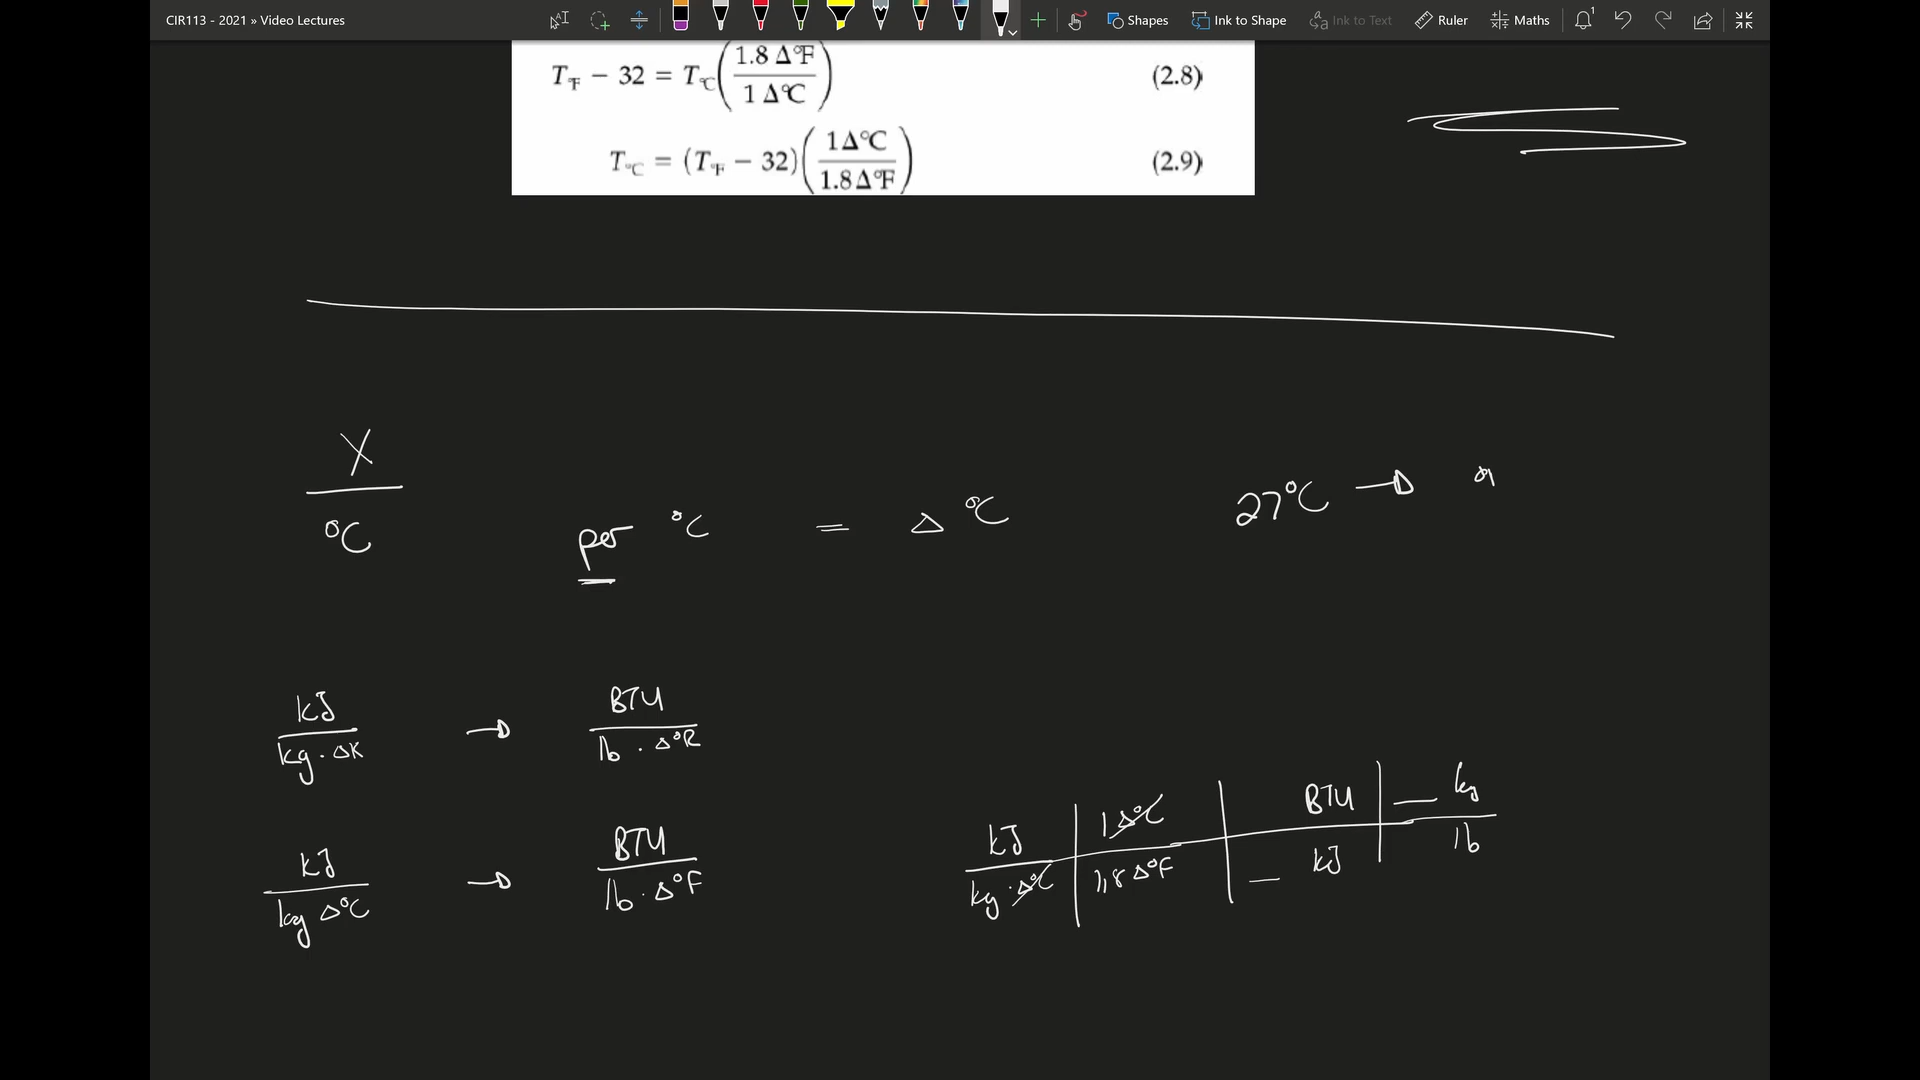 CIR113 - 2021 » Video Lectures
Shapes Ink to Shape Ink to Text Ruler Maths 1
T°F − 32 = T°C (1.8 Δ°F / 1 Δ°C) (2.8)
T°C = (T°F − 32) (1Δ°C / 1.8Δ°F) (2.9)
X / °C
per °C = Δ °C
27°C →
kJ / kg · ΔK → BTU / lb · Δ°R
kJ / kg Δ°C → BTU / lb · Δ°F
kJ / kg · Δ°C | 1 Δ°C / 1,8 Δ°F | BTU / — kJ | — kg / lb